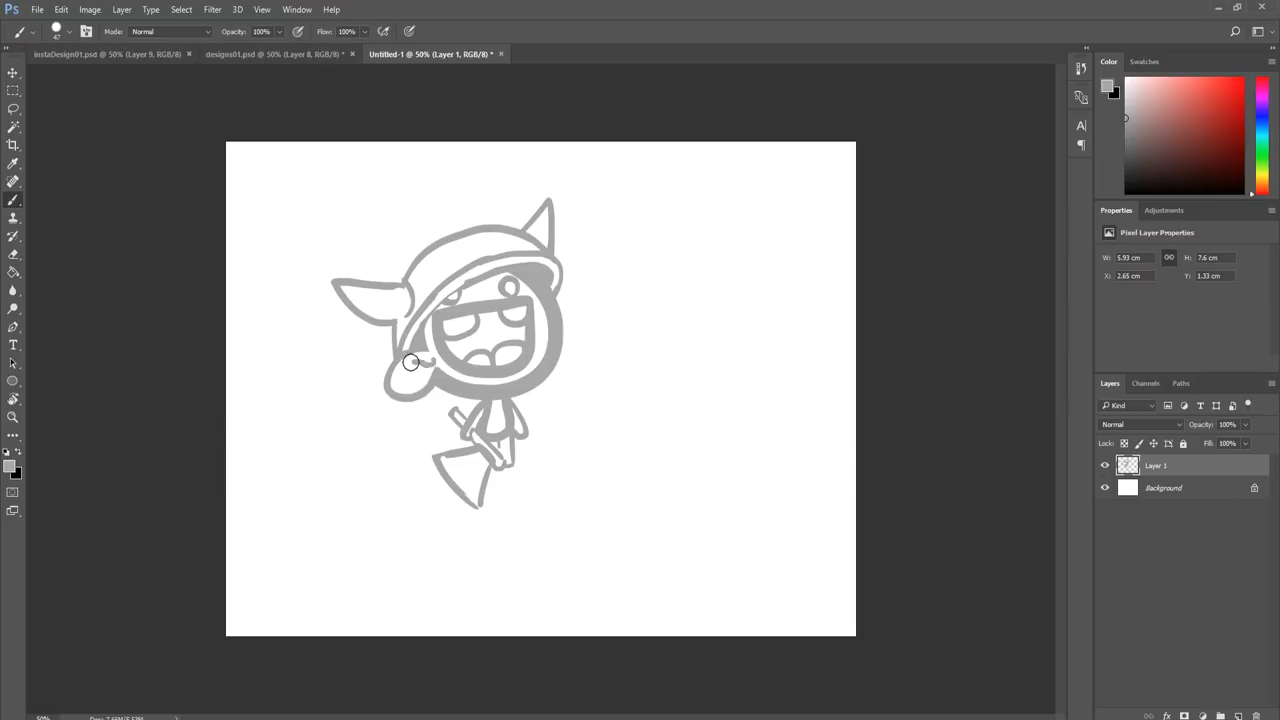 Ps File Edit Image Layer Type Select Filter 3D View Window Help
47 Mode: Normal Opacity: 100% Flow: 100%
instaDesign01.psd @ 50% (Layer 9, RGB/8) × designs01.psd @ 50% (Layer 8, RGB/8) * × Untitled-1 @ 50% (Layer 1, RGB/8) * ×
Color Swatches
Properties Adjustments
Pixel Layer Properties
W: 5.93 cm H: 7.6 cm
X: 2.65 cm Y: 1.33 cm
Layers Channels Paths
Kind
Normal Opacity: 100%
Lock: Fill: 100%
Layer 1
Background
50%